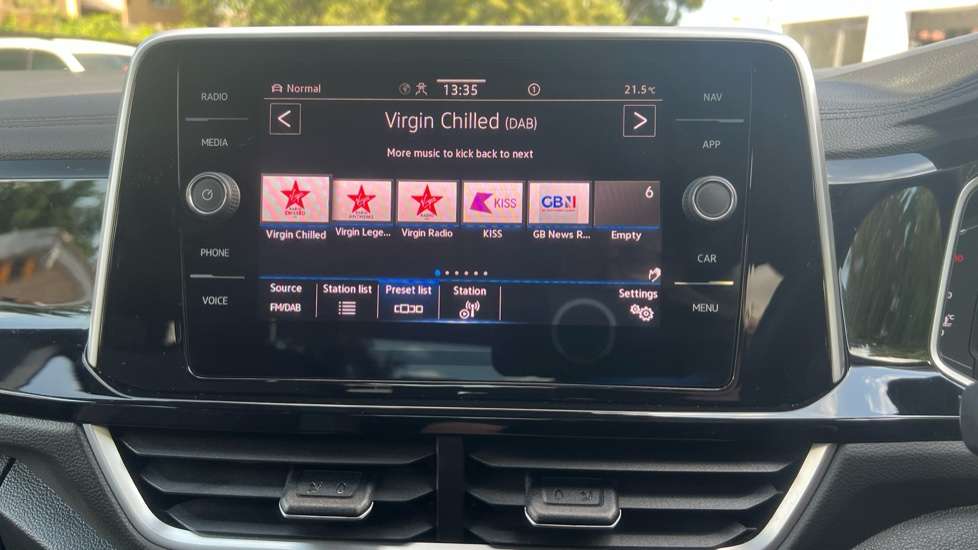 RADIO
MEDIA
PHONE
VOICE
Normal
13:35
1
21.5°C
Virgin Chilled (DAB)
More music to kick back to next
KISS
GBN
6
Virgin Chilled
Virgin Lege...
Virgin Radio
KISS
GB News R...
Empty
Source
FM/DAB
Station list
Preset list
Station
Settings
NAV
APP
CAR
MENU